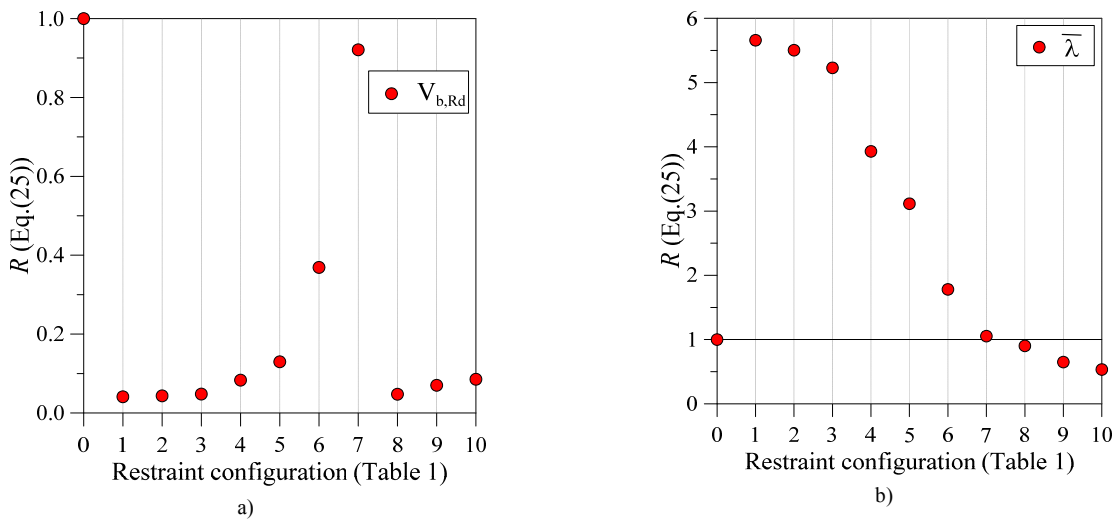 1.0
0.8
0.6
0.4
0.2
0.0
R (Eq.(25))
V b,Rd
0 1 2 3 4 5 6 7 8 9 10
Restraint configuration (Table 1)
a)
6
5
4
3
2
1
0
R (Eq.(25))
λ̅
0 1 2 3 4 5 6 7 8 9 10
Restraint configuration (Table 1)
b)